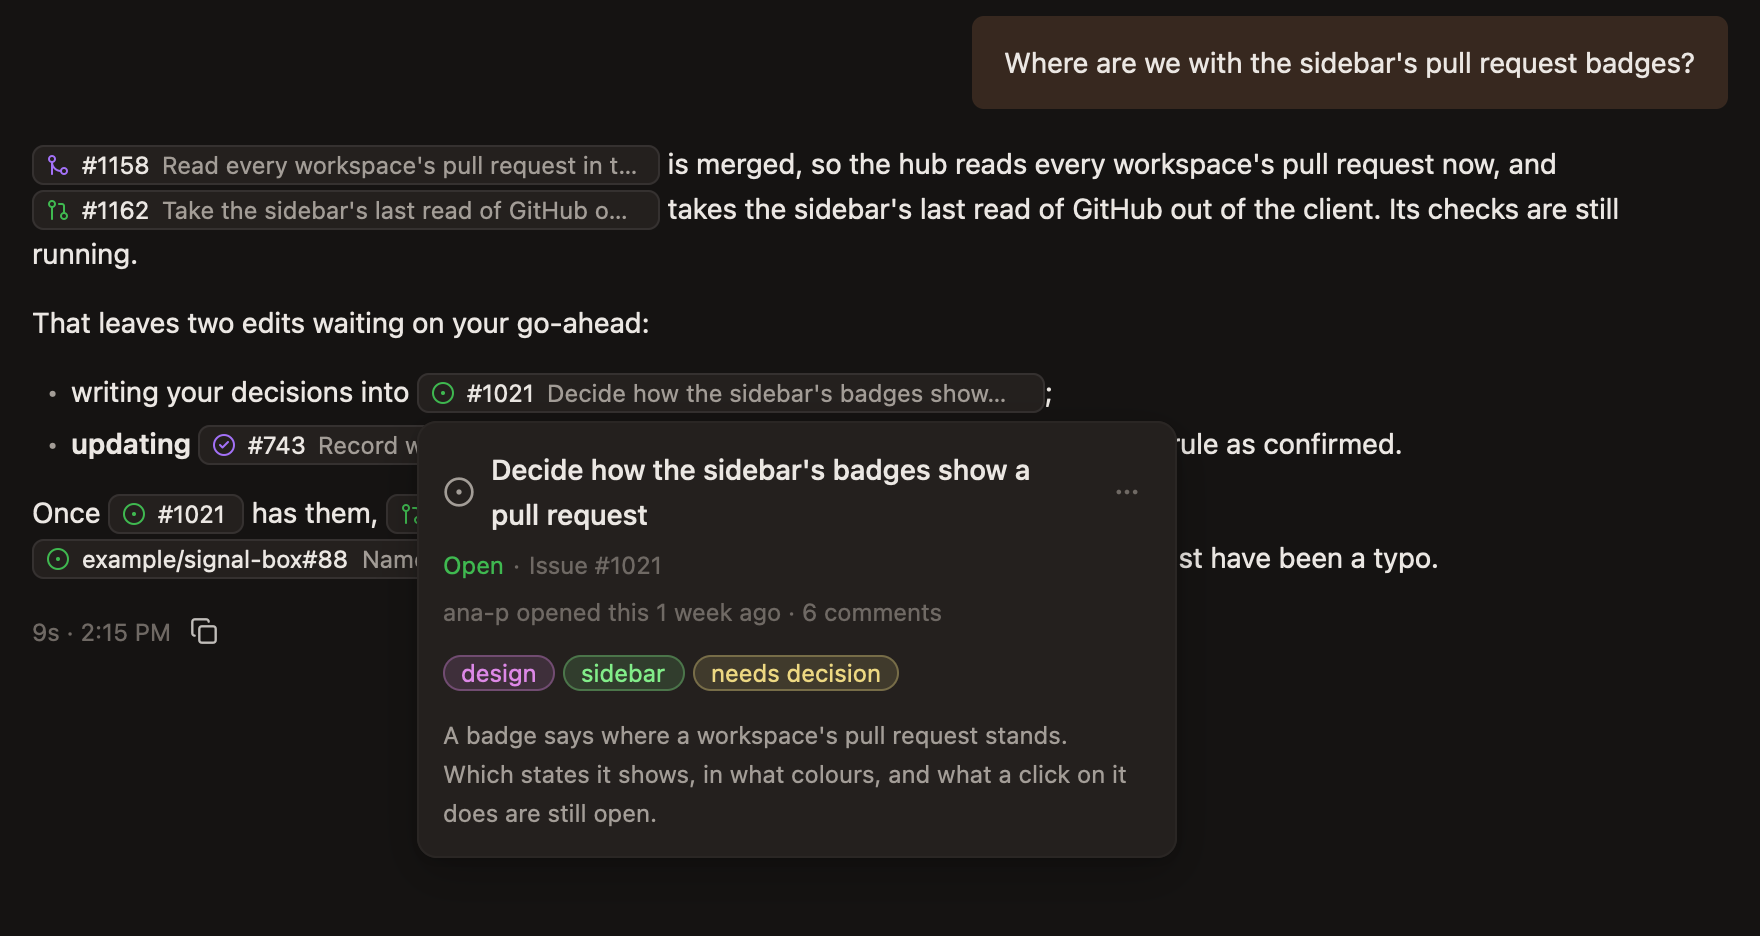 Where are we with the sidebar's pull request badges?
#1158 Read every workspace's pull request in t... is merged, so the hub reads every workspace's pull request now, and
#1162 Take the sidebar's last read of GitHub o... takes the sidebar's last read of GitHub out of the client. Its checks are still
running.
That leaves two edits waiting on your go-ahead:
• writing your decisions into #1021 Decide how the sidebar's badges show... ;
• updating #743 Record
rule as confirmed.
Once #1021 has them,
example/signal-box#88
st have been a typo.
9s · 2:15 PM
Decide how the sidebar's badges show a
pull request
Open · Issue #1021
ana-p opened this 1 week ago · 6 comments
design sidebar needs decision
A badge says where a workspace's pull request stands.
Which states it shows, in what colours, and what a click on it
does are still open.